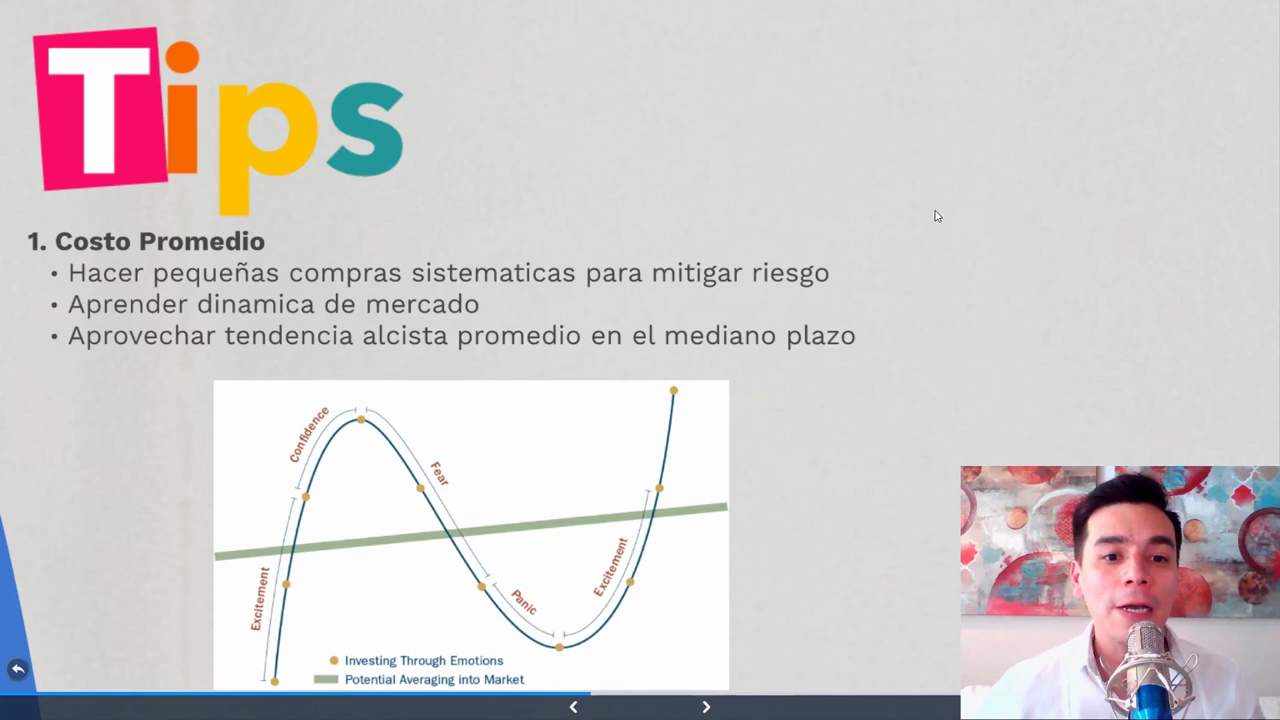 Tips
1. Costo Promedio
• Hacer pequeñas compras sistematicas para mitigar riesgo
• Aprender dinamica de mercado
• Aprovechar tendencia alcista promedio en el mediano plazo
Excitement
Confidence
Fear
Panic
Excitement
Investing Through Emotions
Potential Averaging into Market